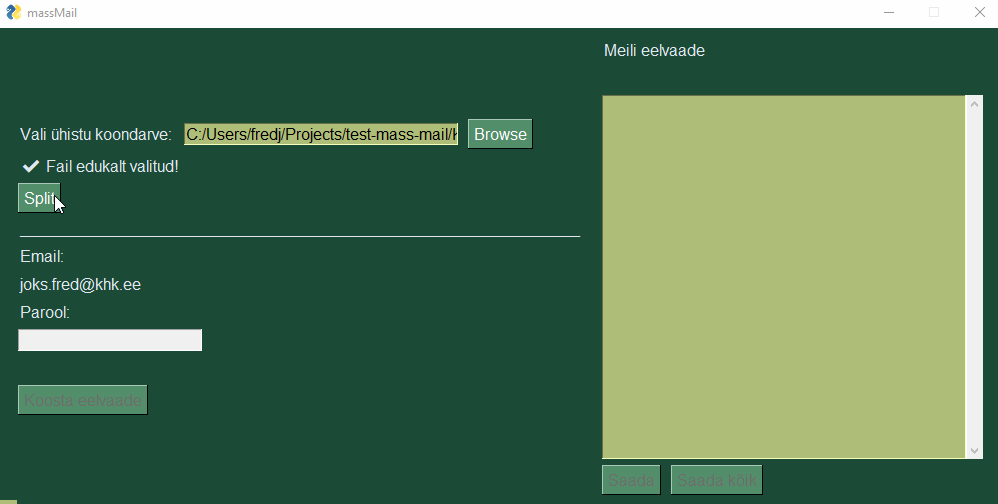 massMail
Meili eelvaade
Vali ühistu koondarve: C:/Users/fredj/Projects/test-mass-mail/ Browse
Fail edukalt valitud!
Split
Email:
joks.fred@khk.ee
Parool:
Koosta eelvaade
Saada Saada kõik